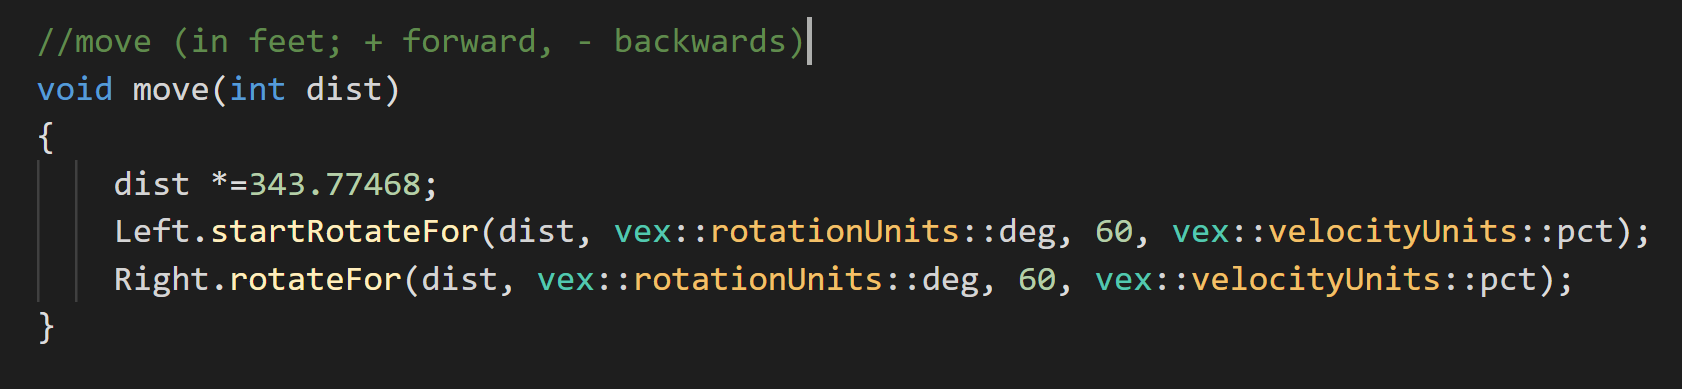 //move (in feet; + forward, - backwards)
void move(int dist)
{
dist *=343.77468;
Left.startRotateFor(dist, vex::rotationUnits::deg, 60, vex::velocityUnits::pct);
Right.rotateFor(dist, vex::rotationUnits::deg, 60, vex::velocityUnits::pct);
}